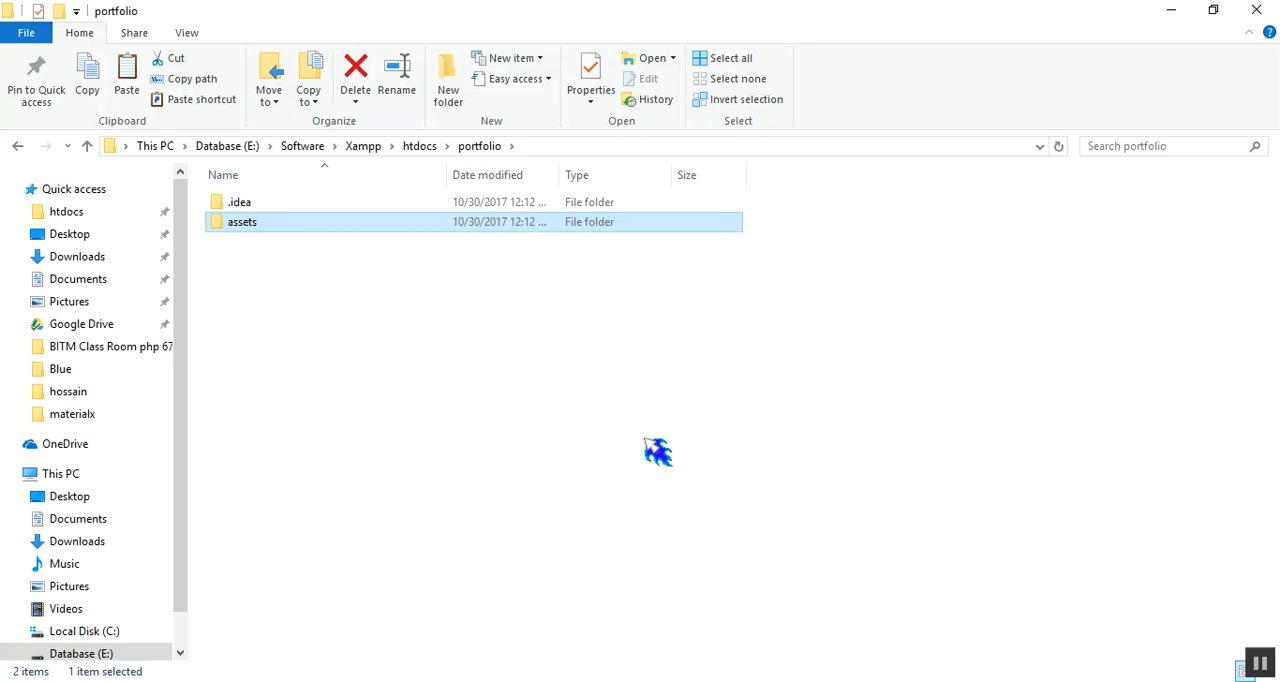 portfolio
File Home Share View
Pin to Quick access
Copy
Paste
Cut
Copy path
Paste shortcut
Clipboard
Move to
Copy to
Delete
Rename
Organize
New folder
New item
Easy access
New
Properties
Open
Edit
History
Open
Select all
Select none
Invert selection
Select
This PC Database (E:) Software Xampp htdocs portfolio
Search portfolio
Name Date modified Type Size
.idea 10/30/2017 12:12 ... File folder
assets 10/30/2017 12:12 ... File folder
Quick access
htdocs
Desktop
Downloads
Documents
Pictures
Google Drive
BITM Class Room php 67
Blue
hossain
materialx
OneDrive
This PC
Desktop
Documents
Downloads
Music
Pictures
Videos
Local Disk (C:)
Database (E:)
2 items 1 item selected